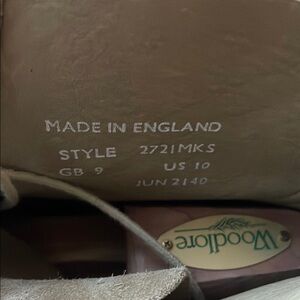 MADE IN ENGLAND
STYLE 2721MKS
GB 9 US 10
JUN 2140
Woodlore